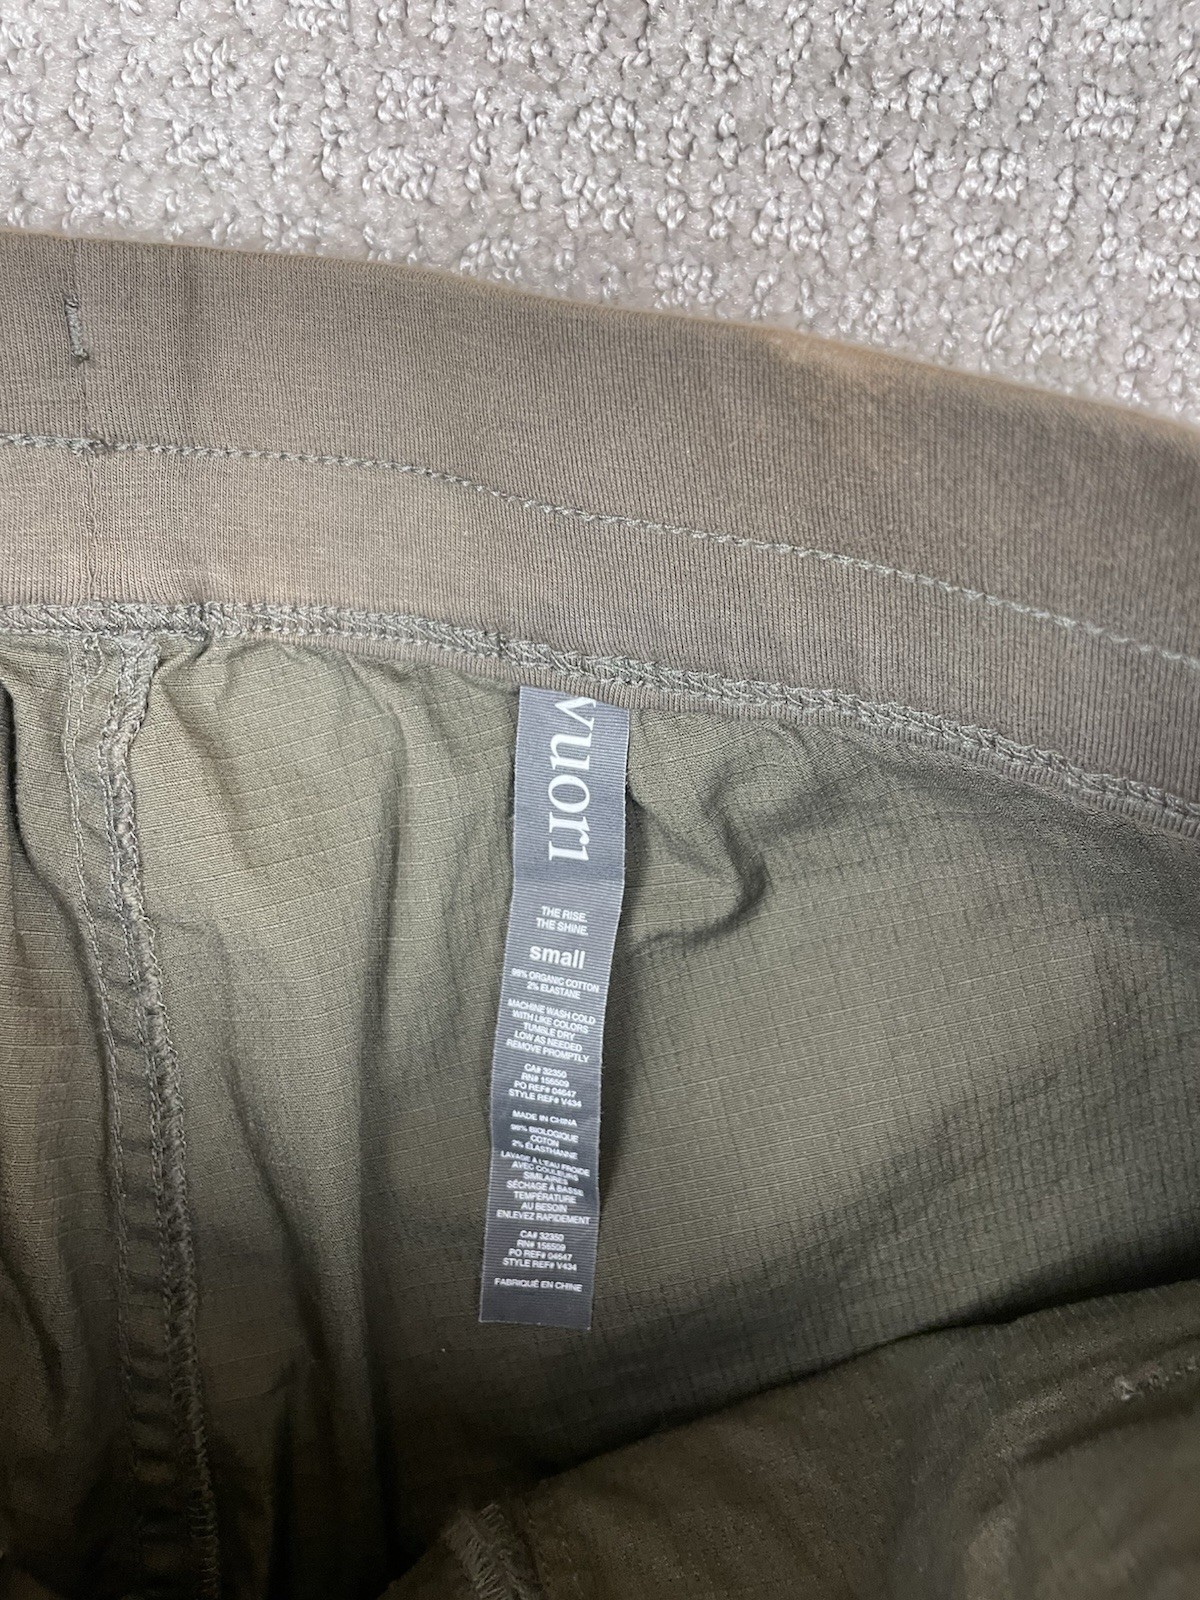 vuori
THE RISE.
THE SHINE.
small
98% ORGANIC COTTON
2% ELASTANE
MACHINE WASH COLD
WITH LIKE COLORS
TUMBLE DRY
LOW AS NEEDED
REMOVE PROMPTLY
CA# 32350
RN# 156509
PO REF# 04647
STYLE REF# V434
MADE IN CHINA
98% BIOLOGIQUE
COTON
2% ÉLASTHANNE
LAVAGE À L'EAU FROIDE
AVEC COULEURS
SIMILAIRES
SÉCHAGE À BASSE
TEMPÉRATURE
AU BESOIN
ENLEVEZ RAPIDEMENT
CA# 32350
RN# 156509
PO REF# 04647
STYLE REF# V434
FABRIQUÉ EN CHINE